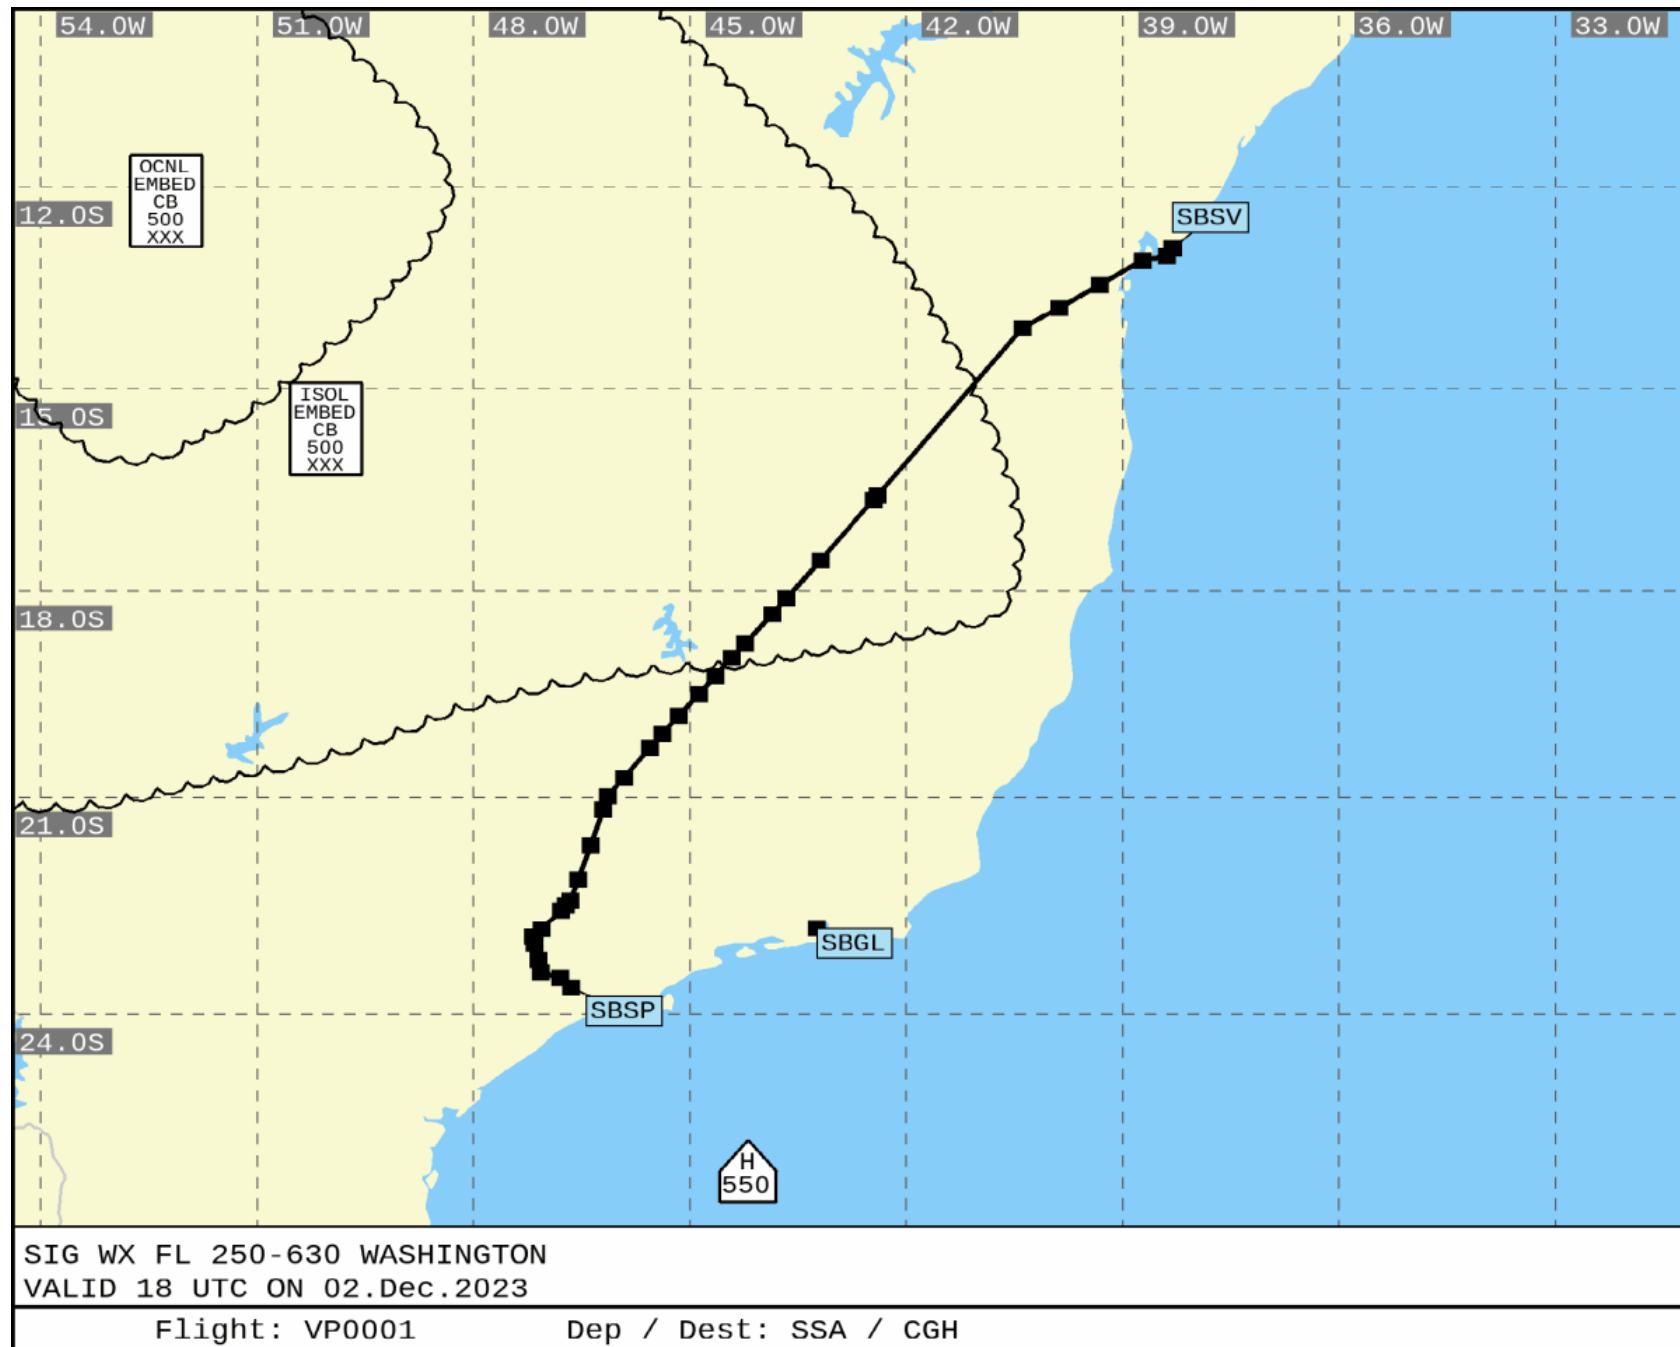 54.0W 51.0W 48.0W 45.0W 42.0W 39.0W 36.0W 33.0W
OCNL
EMBED
CB
500
XXX
12.0S
SBSV
ISOL
EMBED
CB
500
XXX
15.0S
18.0S
21.0S
SBGL
SBSP
24.0S
H
550
SIG WX FL 250-630 WASHINGTON
VALID 18 UTC ON 02.Dec.2023
Flight: VP0001 Dep / Dest: SSA / CGH